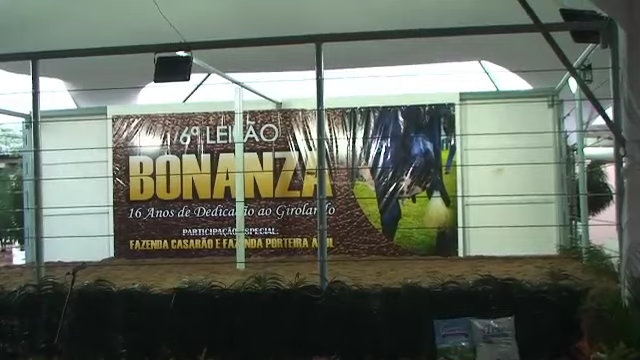 6º LEILÃO
BONANZA
16 Anos de Dedicação ao Girolando
PARTICIPAÇÃO ESPECIAL:
FAZENDA CASARÃO E FAZENDA PORTEIRA AZUL